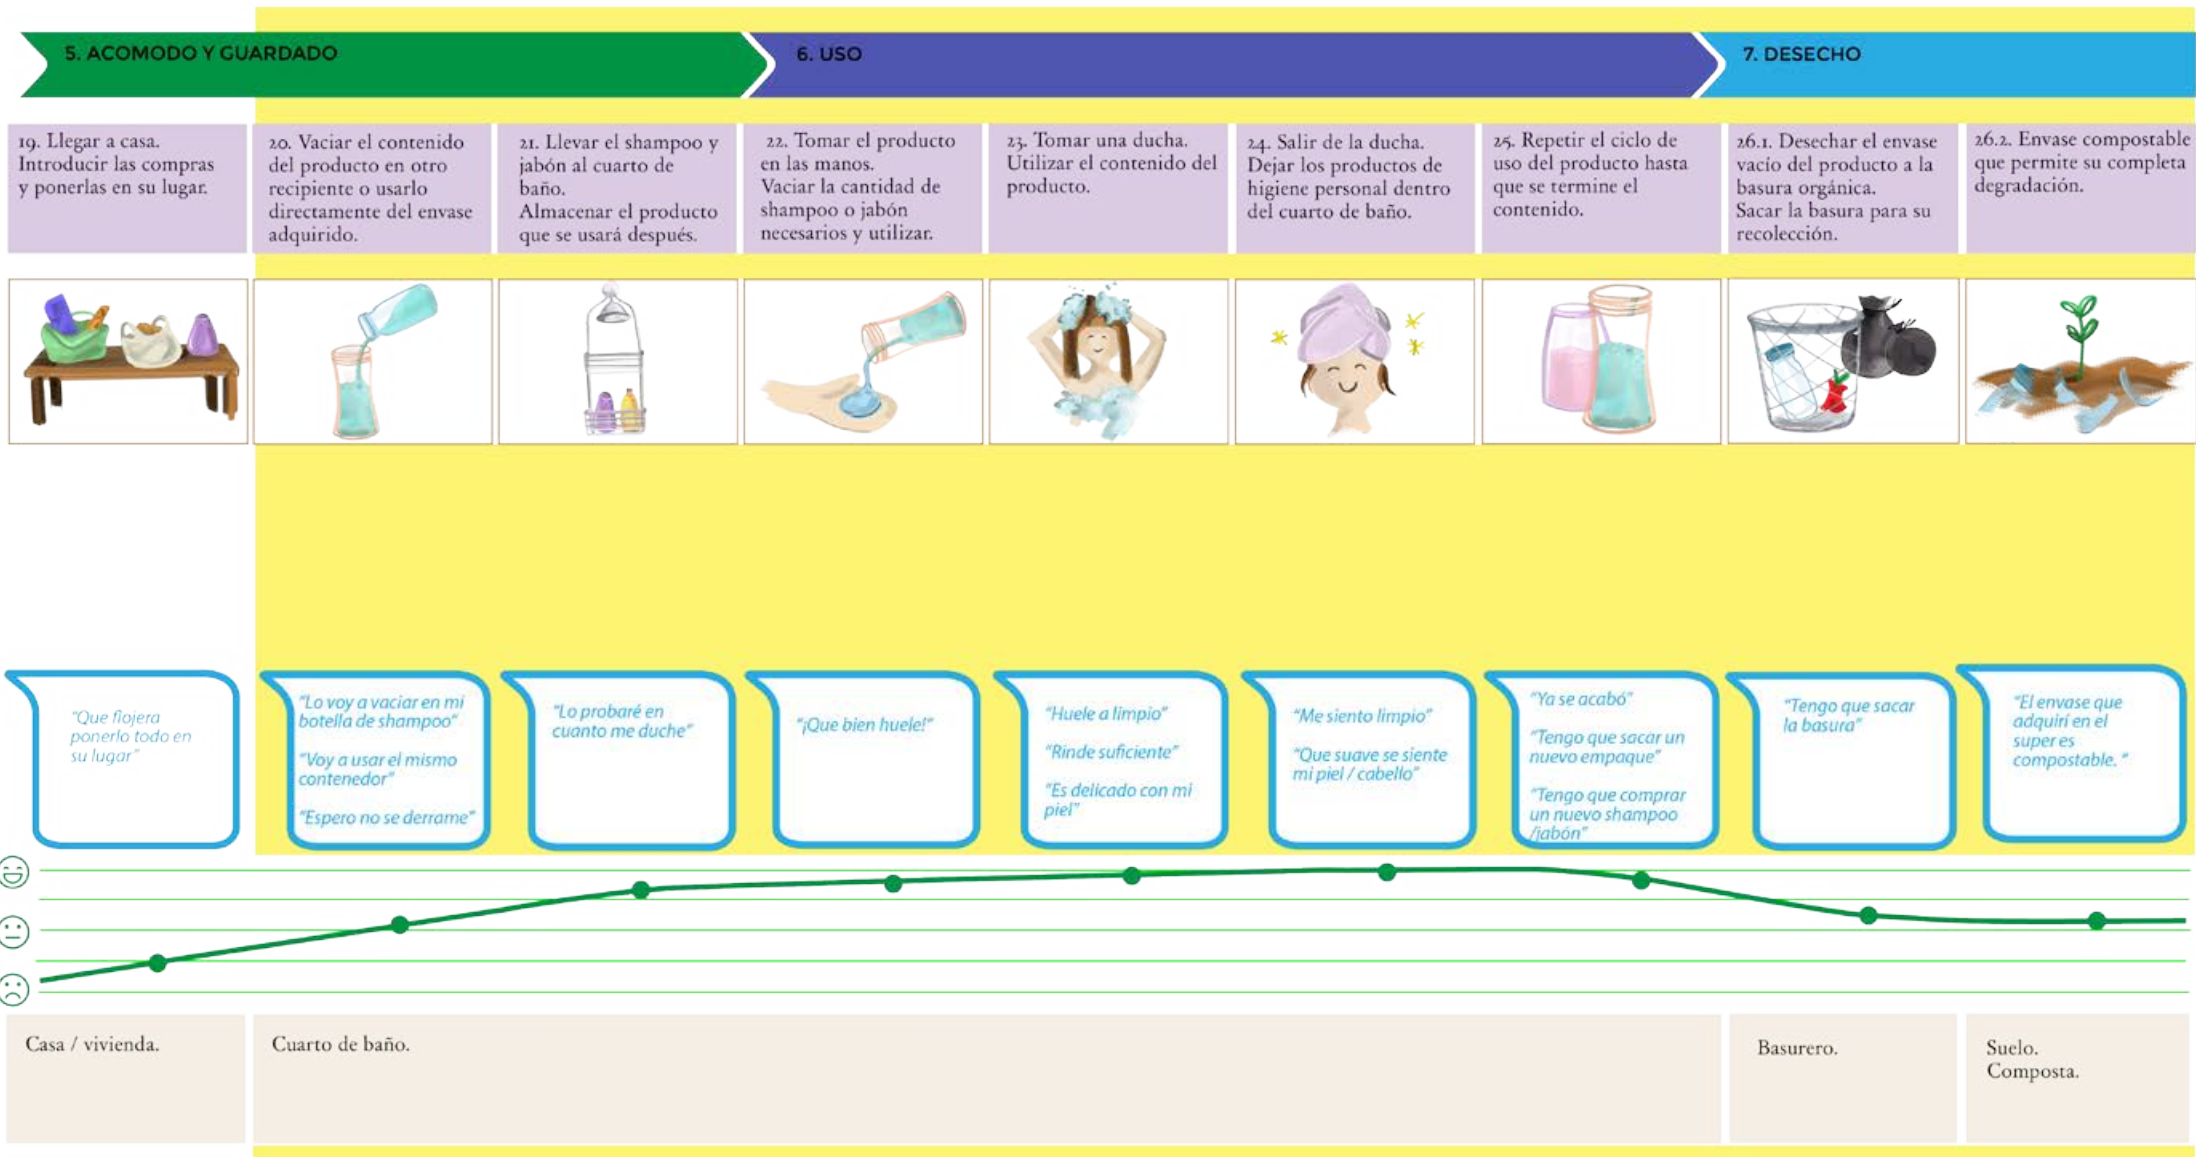 5. ACOMODO Y GUARDADO
6. USO
7. DESECHO
19. Llegar a casa.
Introducir las compras
y ponerlas en su lugar.
20. Vaciar el contenido
del producto en otro
recipiente o usarlo
directamente del envase
adquirido.
21. Llevar el shampoo y
jabón al cuarto de
baño.
Almacenar el producto
que se usará después.
22. Tomar el producto
en las manos.
Vaciar la cantidad de
shampoo o jabón
necesarios y utilizar.
23. Tomar una ducha.
Utilizar el contenido del
producto.
24. Salir de la ducha.
Dejar los productos de
higiene personal dentro
del cuarto de baño.
25. Repetir el ciclo de
uso del producto hasta
que se termine el
contenido.
26.1. Desechar el envase
vacío del producto a la
basura orgánica.
Sacar la basura para su
recolección.
26.2. Envase compostable
que permite su completa
degradación.
"Que flojera
ponerlo todo en
su lugar"
"Lo voy a vaciar en mi
botella de shampoo"
"Voy a usar el mismo
contenedor"
"Espero no se derrame"
"Lo probaré en
cuanto me duche"
"¡Que bien huele!"
"Huele a limpio"
"Rinde suficiente"
"Es delicado con mi
piel"
"Me siento limpio"
"Que suave se siente
mi piel / cabello"
"Ya se acabó"
"Tengo que sacar un
nuevo empaque"
"Tengo que comprar
un nuevo shampoo
/jabón"
"Tengo que sacar
la basura"
"El envase que
adquirí en el
super es
compostable. "
Casa / vivienda.
Cuarto de baño.
Basurero.
Suelo.
Composta.